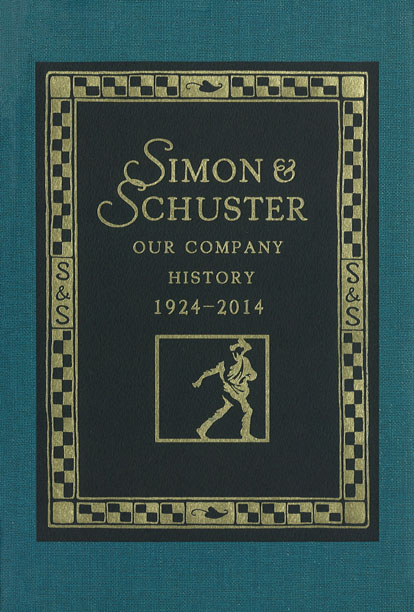 SIMON &
SCHUSTER
OUR COMPANY
HISTORY
1924–2014
S&S
S&S